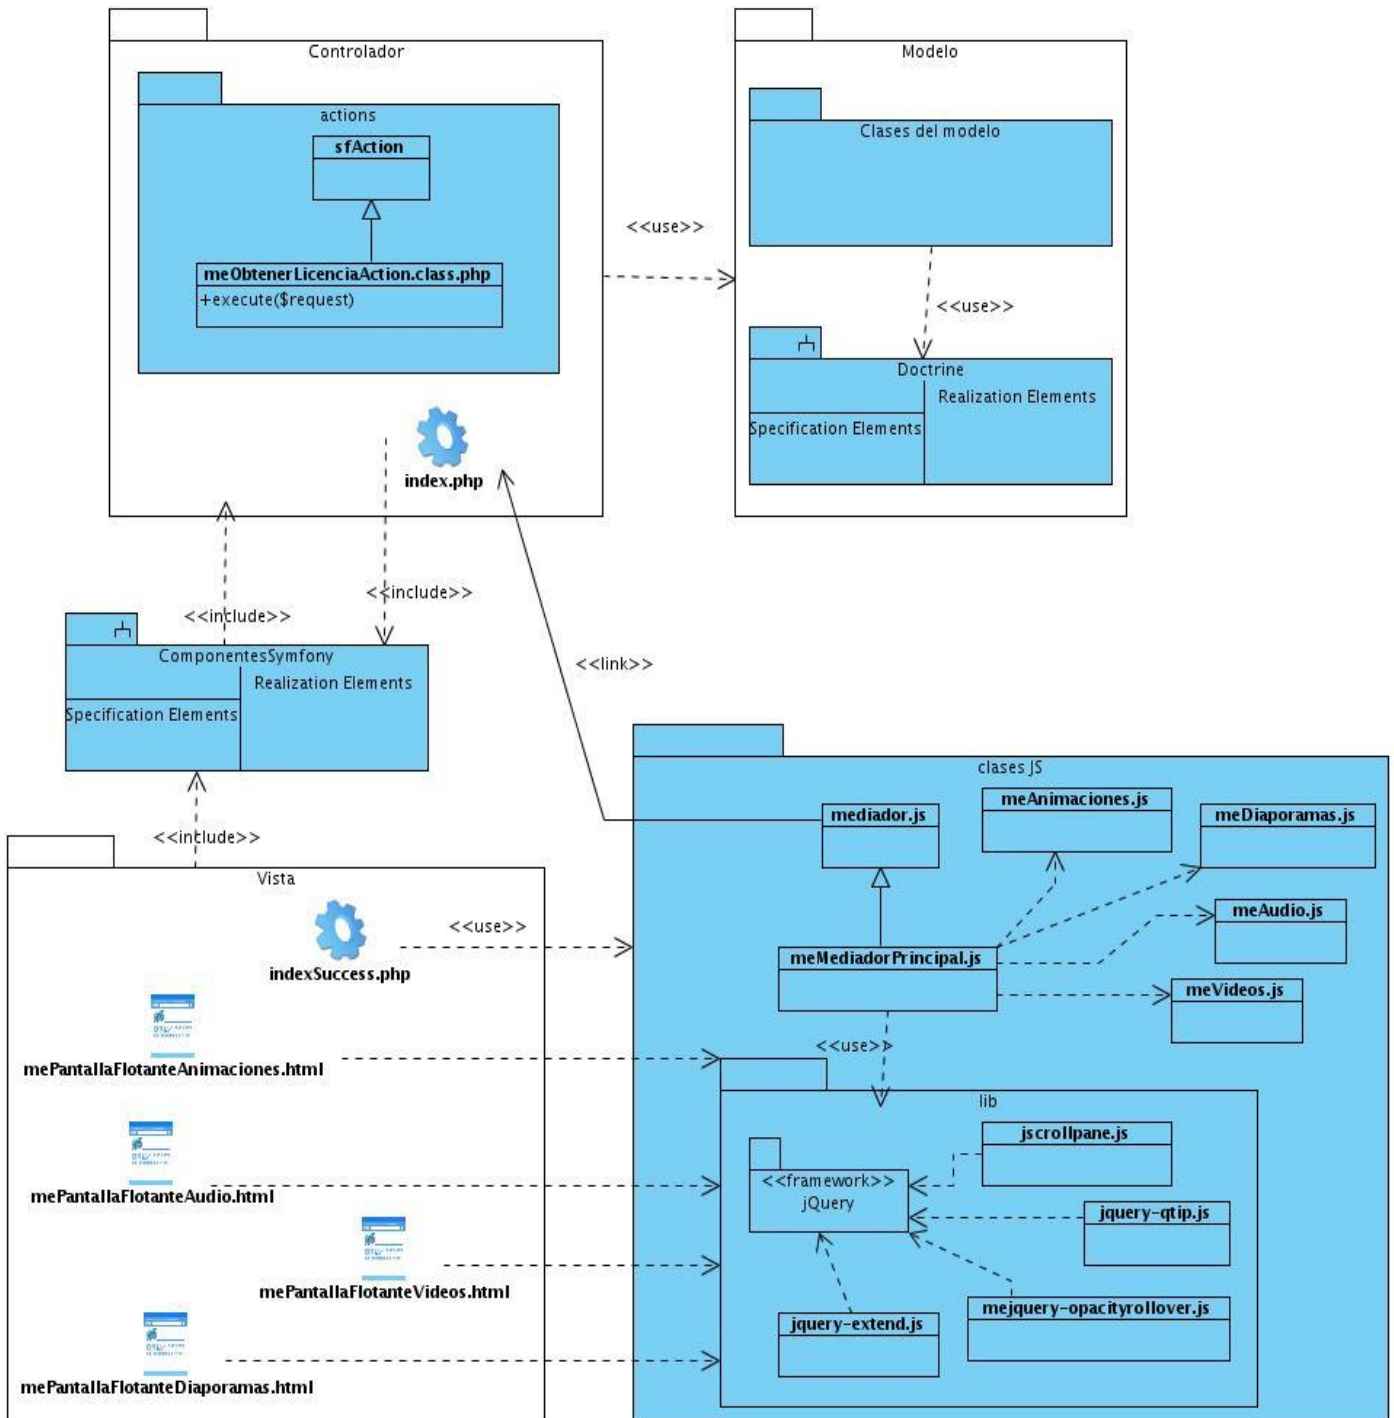 Controlador
actions
sfAction
meObtenerLicenciaAction.class.php
+execute($request)
index.php
<<use>>
Modelo
Clases del modelo
<<use>>
Doctrine
Realization Elements
Specification Elements
<<include>>
<<include>>
ComponentesSymfony
Realization Elements
Specification Elements
<<link>>
<<include>>
Vista
indexSuccess.php
<<use>>
mePantallaFlotanteAnimaciones.html
mePantallaFlotanteAudio.html
mePantallaFlotanteVideos.html
mePantallaFlotanteDiaporamas.html
clases JS
mediador.js
meAnimaciones.js
meDiaporamas.js
meAudio.js
meMediadorPrincipal.js
meVideos.js
<<use>>
lib
jscrollpane.js
<<framework>>
jQuery
jquery-qtip.js
mejquery-opacityrollover.js
jquery-extend.js